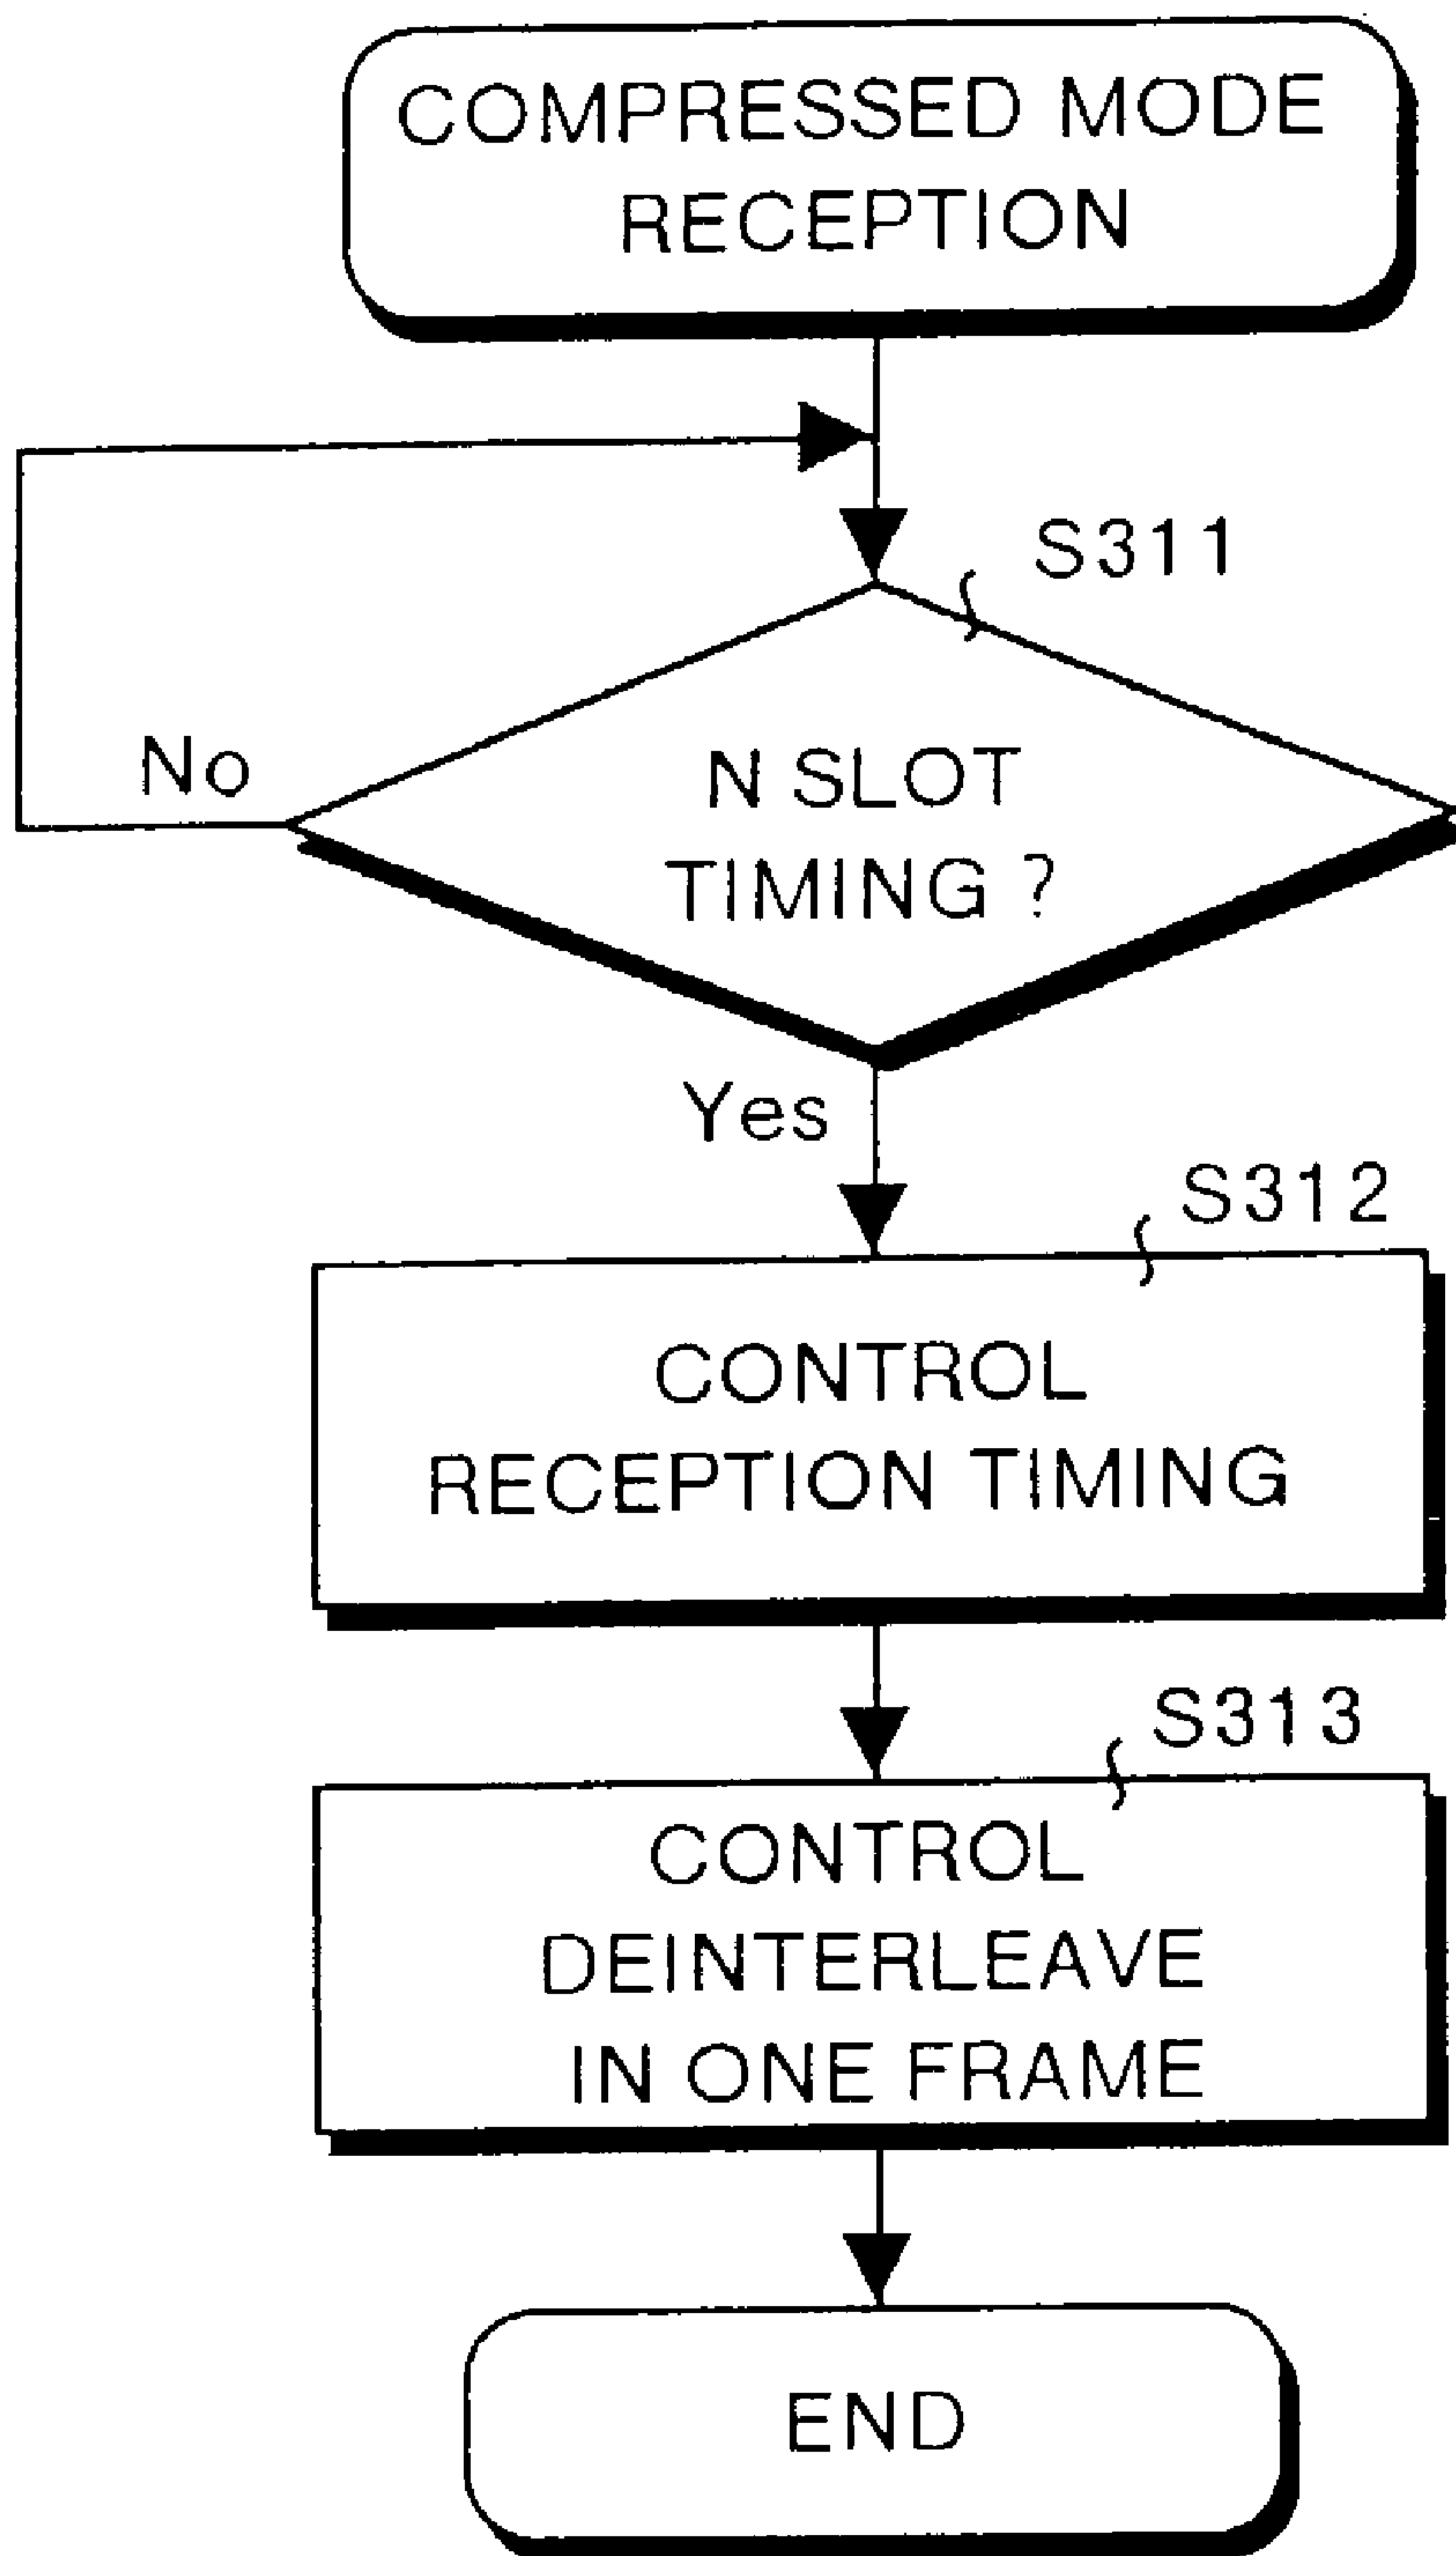 COMPRESSED MODE
RECEPTION
S311
No
N SLOT
TIMING ?
Yes
S312
CONTROL
RECEPTION TIMING
S313
CONTROL
DEINTERLEAVE
IN ONE FRAME
END